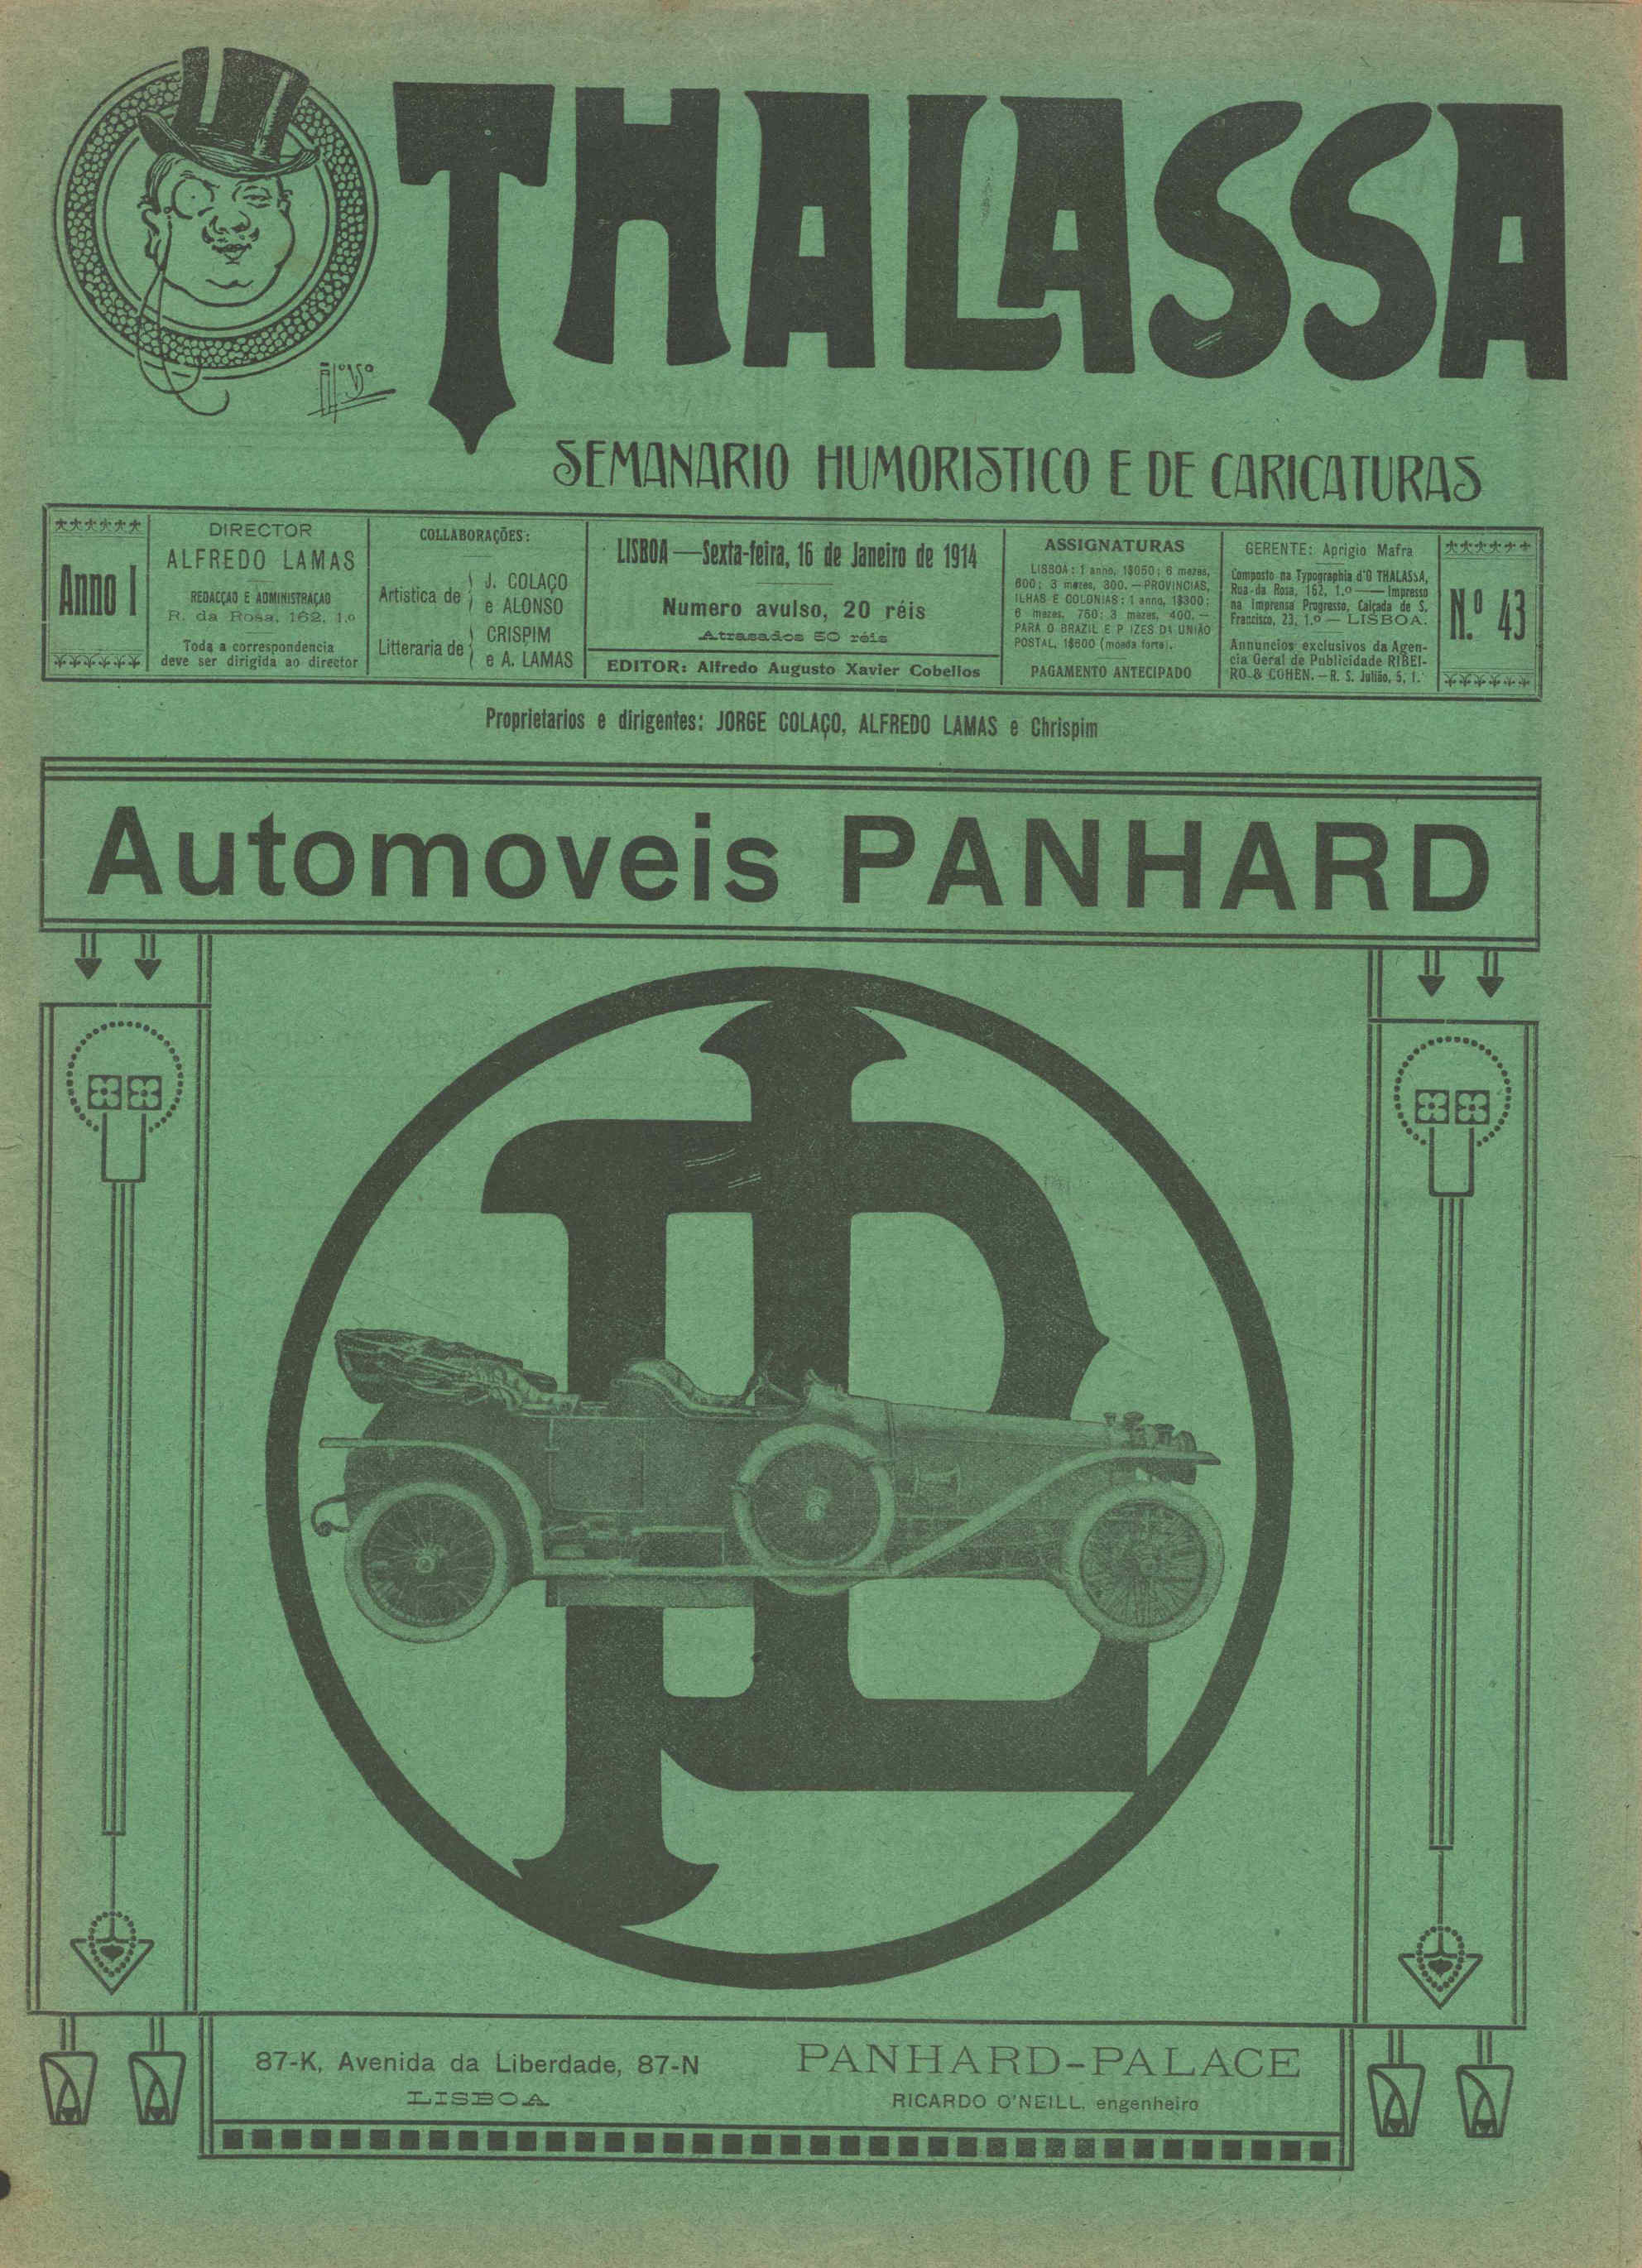 THALASSA
Alonso
SEMANARIO HUMORISTICO E DE CARICATURAS
Anno I
DIRECTOR
ALFREDO LAMAS
REDACÇÃO E ADMINISTRAÇÃO
R. da Rosa, 162, 1.º
Toda a correspondencia
deve ser dirigida ao director
COLLABORAÇÕES:
Artistica de
J. COLAÇO
e ALONSO
Litteraria de
CRISPIM
e A. LAMAS
LISBOA — Sexta-feira, 16 de Janeiro de 1914
Numero avulso, 20 réis
Atrasados 50 réis
EDITOR: Alfredo Augusto Xavier Cobellos
ASSIGNATURAS
LISBOA: 1 anno, 1$050; 6 mezes,
600; 3 mezes, 300. — PROVINCIAS,
ILHAS E COLONIAS: 1 anno, 1$300;
6 mezes, 750; 3 mezes, 400. —
PARA O BRAZIL E P IZES DA UNIÃO
POSTAL, 1$800 (moeda forte).
PAGAMENTO ANTECIPADO
GERENTE: Aprigio Mafra
Composto na Typographia d'O THALASSA,
Rua da Rosa, 162, 1.º — Impresso
na Imprensa Progresso, Calçada de S.
Francisco, 23, 1.º — LISBOA.
Annuncios exclusivos da Agen-
cia Geral de Publicidade RIBEI-
RO & COHEN. — R. S. Julião, 5, 1.º
N.º 43
Proprietarios e dirigentes: JORGE COLAÇO, ALFREDO LAMAS e Chrispim
Automoveis PANHARD
PL
87-K, Avenida da Liberdade, 87-N
LISBOA
PANHARD-PALACE
RICARDO O'NEILL, engenheiro